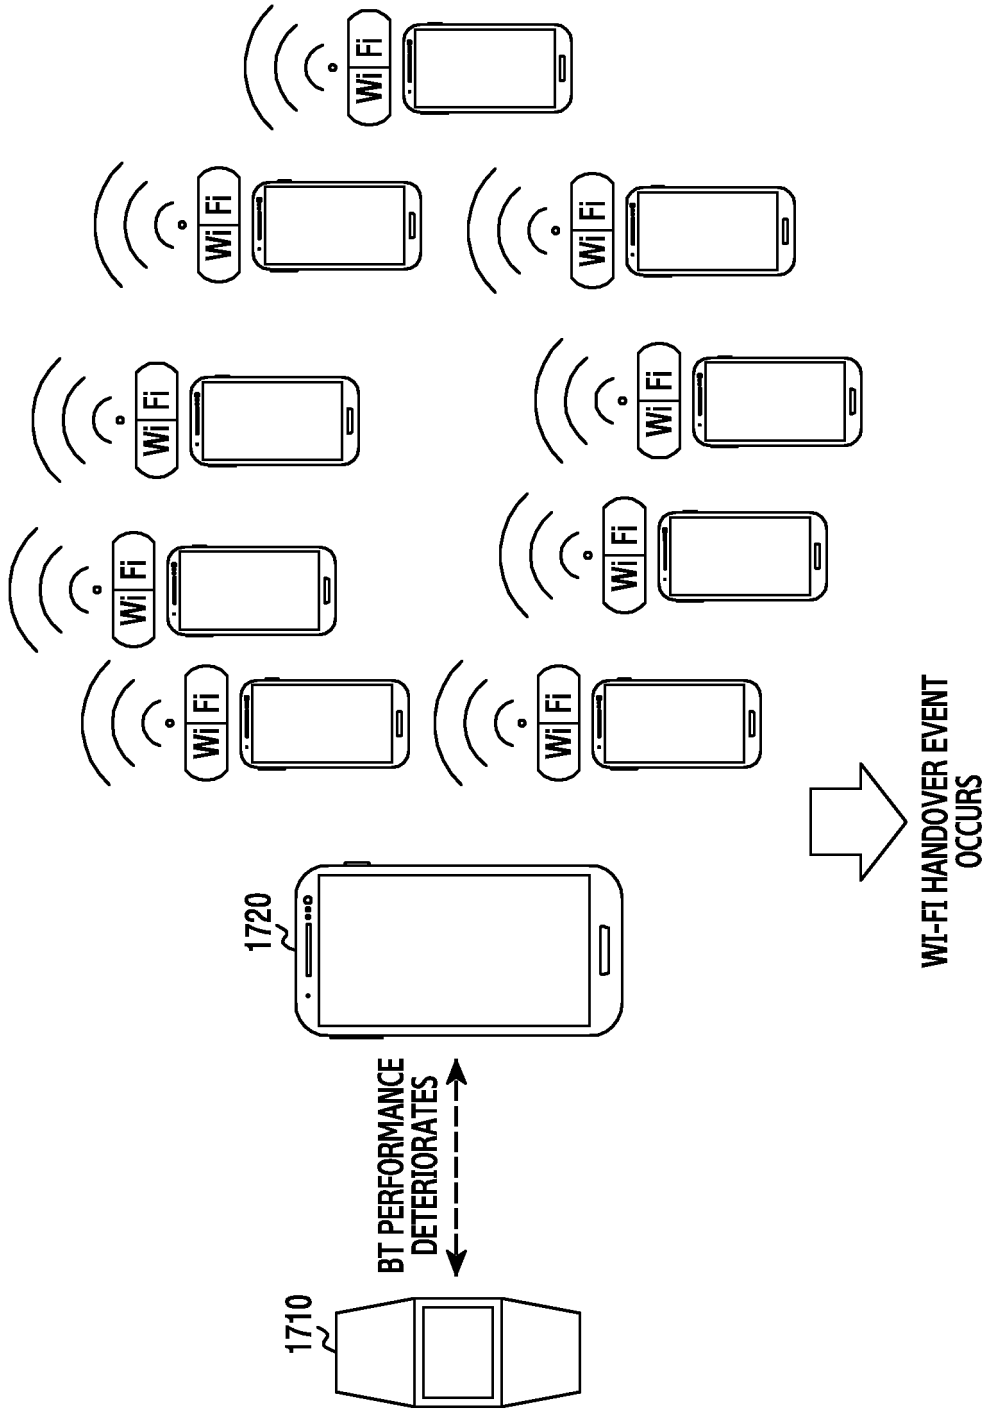 Wi Fi
Wi Fi
Wi Fi
Wi Fi
1720
1710
Wi Fi
BT PERFORMANCE
DETERIORATES
Wi Fi
Wi Fi
Wi Fi
Wi Fi
WI-FI HANDOVER EVENT
OCCURS